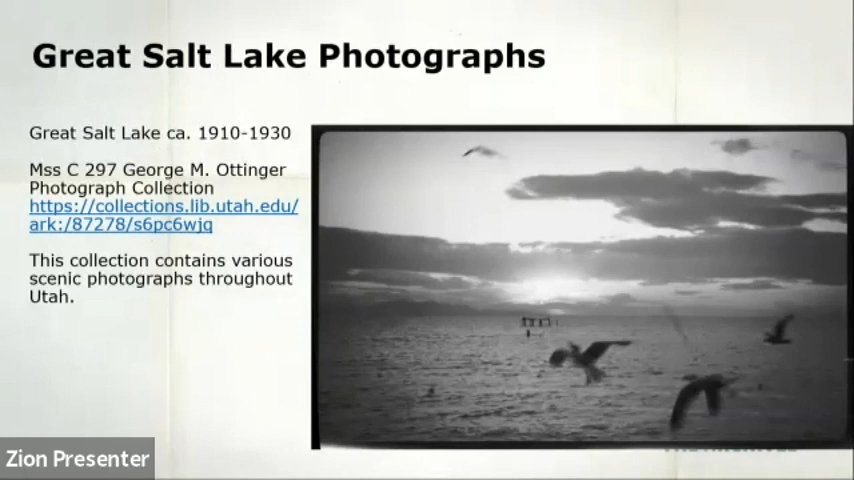 Great Salt Lake Photographs
Great Salt Lake ca. 1910-1930
Mss C 297 George M. Ottinger
Photograph Collection
https://collections.lib.utah.edu/
ark:/87278/s6pc6wjq
This collection contains various
scenic photographs throughout
Utah.
Zion Presenter